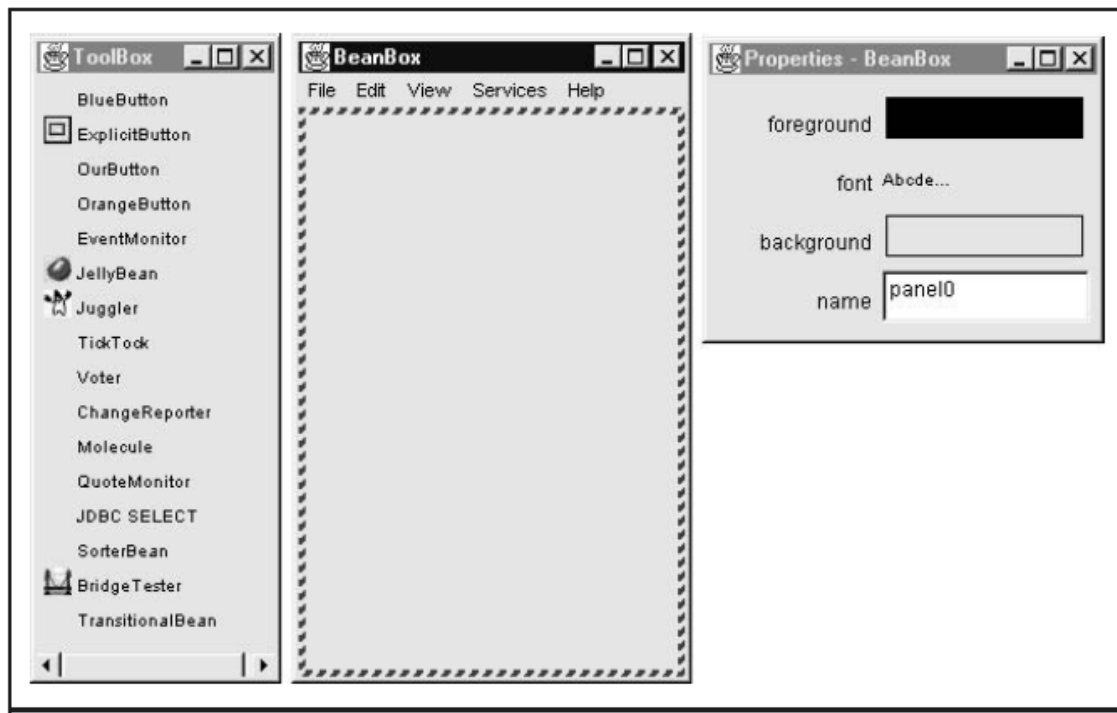 ToolBox
BlueButton
ExplicitButton
OurButton
OrangeButton
EventMonitor
JellyBean
Juggler
TickTock
Voter
ChangeReporter
Molecule
QuoteMonitor
JDBC SELECT
SorterBean
BridgeTester
TransitionalBean
BeanBox
File Edit View Services Help
Properties - BeanBox
foreground
font Abcde...
background
name panel0